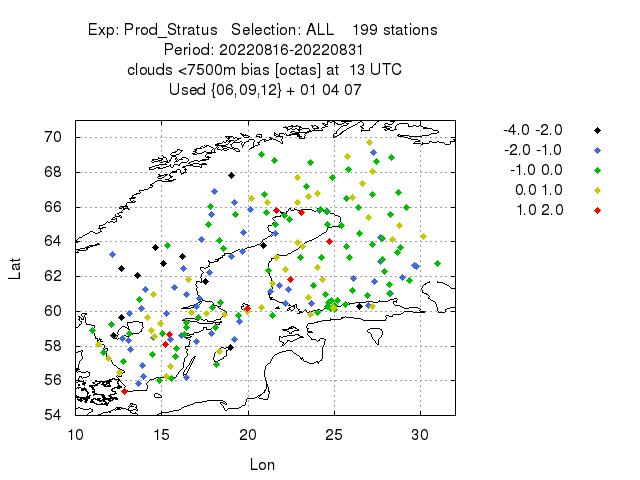 Exp: Prod_Stratus   Selection: ALL    199 stations
Period: 20220816-20220831
clouds <7500m bias [octas] at  13 UTC
Used {06,09,12} + 01 04 07
-4.0 -2.0
-2.0 -1.0
-1.0 0.0
0.0 1.0
1.0 2.0
Lat
70
68
66
64
62
60
58
56
54
10 15 20 25 30
Lon